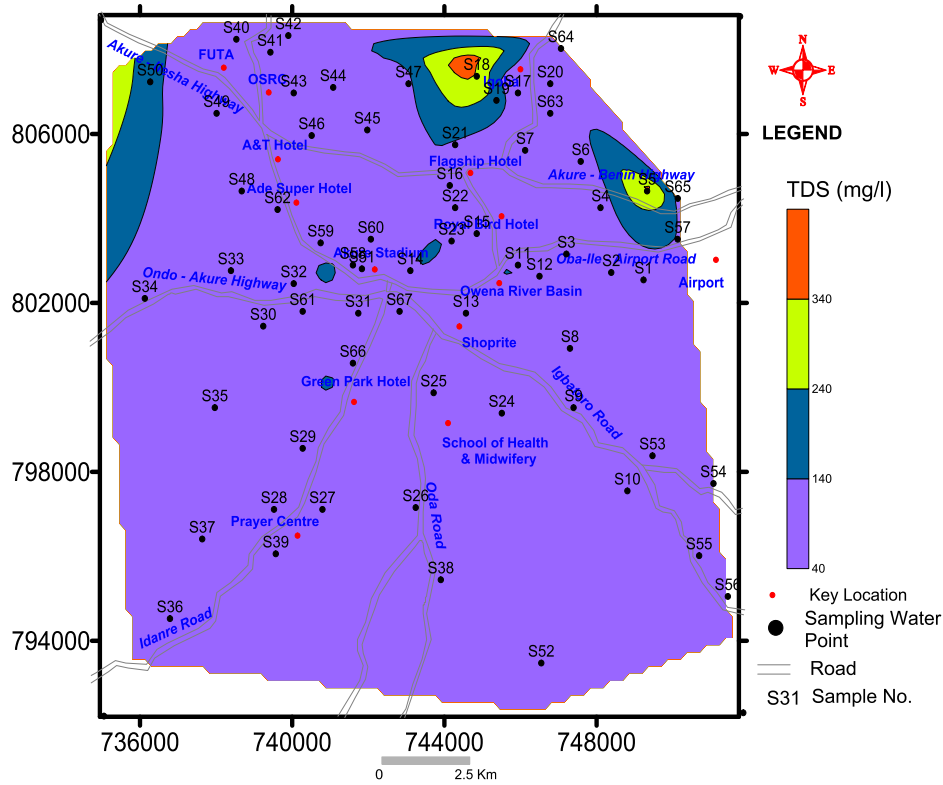 S42
S40
S64
S41
FUTA
Akure - Ilesha Highway
S50
OSRC
S43
S44
S47
S18
Igoba
S17
S20
S19
S49
S63
806000
S46
S45
S21
S7
A&T Hotel
Flagship Hotel
S6
Akure - Benin Highway
S16
S5
S65
S48
Ade Super Hotel
S62
S22
S4
S15
Royal Bird Hotel
S59
S60
S23
S57
S3
S58
Akure Stadium
S11
Oba-Ile
Airport Road
S33
S14
S12
S2
S1
Ondo - Akure Highway
S32
Airport
S34
Owena River Basin
802000
S61
S31
S67
S13
S30
Shoprite
S8
S66
Green Park Hotel
S25
Igbatoro Road
S35
S24
S9
S29
School of Health
& Midwifery
S53
798000
S54
S10
S28
S27
S26
Oda Road
Prayer Centre
S37
S39
S55
S38
S56
S36
Idanre Road
794000
S52
736000
740000
744000
748000
0
2.5 Km
N
W
E
S
LEGEND
TDS (mg/l)
340
240
140
40
Key Location
Sampling Water
Point
Road
S31 Sample No.